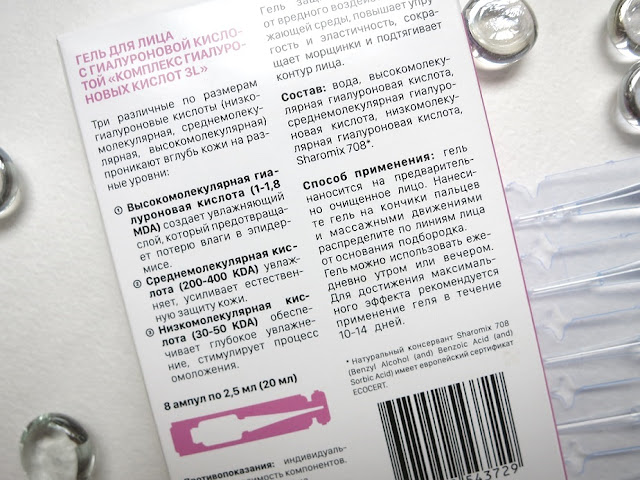 ГЕЛЬ ДЛЯ ЛИЦА
С ГИАЛУРОНОВОЙ КИСЛО-
ТОЙ «КОМПЛЕКС ГИАЛУРО-
НОВЫХ КИСЛОТ 3L»
Три различные по размерам
гиалуроновые кислоты (низко-
молекулярная, среднемолеку-
лярная, высокомолекулярная)
проникают вглубь кожи на раз-
ные уровни:
1 Высокомолекулярная гиа-
луроновая кислота (1-1,8
MDA) создает увлажняющий
слой, который предотвраща-
ет потерю влаги в эпидер-
мисе.
2 Среднемолекулярная кис-
лота (200-400 KDA) увлаж-
няет, усиливает естествен-
ную защиту кожи.
3 Низкомолекулярная кис-
лота (30-50 KDA) обеспе-
чивает глубокое увлажне-
ние, стимулирует процесс
омоложения.
8 ампул по 2,5 мл (20 мл)
Противопоказания: индивидуаль-
компонентов.
Гель
от вредного
жающей среды, повышает упру-
гость и эластичность, сокра-
щает морщинки и подтягивает
контур лица.
Состав: вода, высокомолеку-
лярная гиалуроновая кислота,
среднемолекулярная гиалуро-
новая кислота, низкомолеку-
лярная гиалуроновая кислота,
Sharomix 708*.
Способ применения: гель
наносится на предваритель-
но очищенное лицо. Нанеси-
те гель на кончики пальцев
и массажными движениями
распределите по линиям лица
от основания подбородка.
Гель можно использовать еже-
дневно утром или вечером.
Для достижения максималь-
ного эффекта рекомендуется
применение геля в течение
10-14 дней.
* Натуральный консервант Sharomix 708
(Benzyl Alcohol (and) Benzoic Acid (and)
Sorbic Acid) имеет европейский сертификат
ECOCERT.
543729